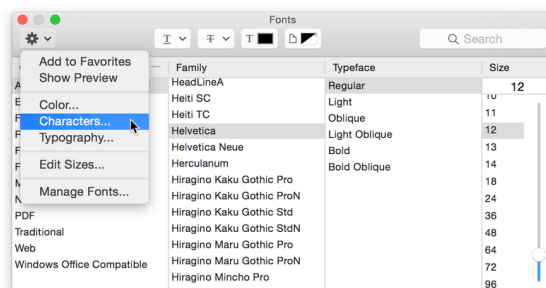 Fonts
T
T
T
Search
Family
Typeface
Size
Add to Favorites
Show Preview
Color...
Characters...
Typography...
Edit Sizes...
Manage Fonts...
PDF
Traditional
Web
Windows Office Compatible
HeadLineA
Heiti SC
Heiti TC
Helvetica
Helvetica Neue
Herculanum
Hiragino Kaku Gothic Pro
Hiragino Kaku Gothic ProN
Hiragino Kaku Gothic Std
Hiragino Kaku Gothic StdN
Hiragino Maru Gothic Pro
Hiragino Maru Gothic ProN
Hiragino Mincho Pro
Regular
Light
Oblique
Light Oblique
Bold
Bold Oblique
12
10
11
12
13
14
18
24
36
48
64
72
96